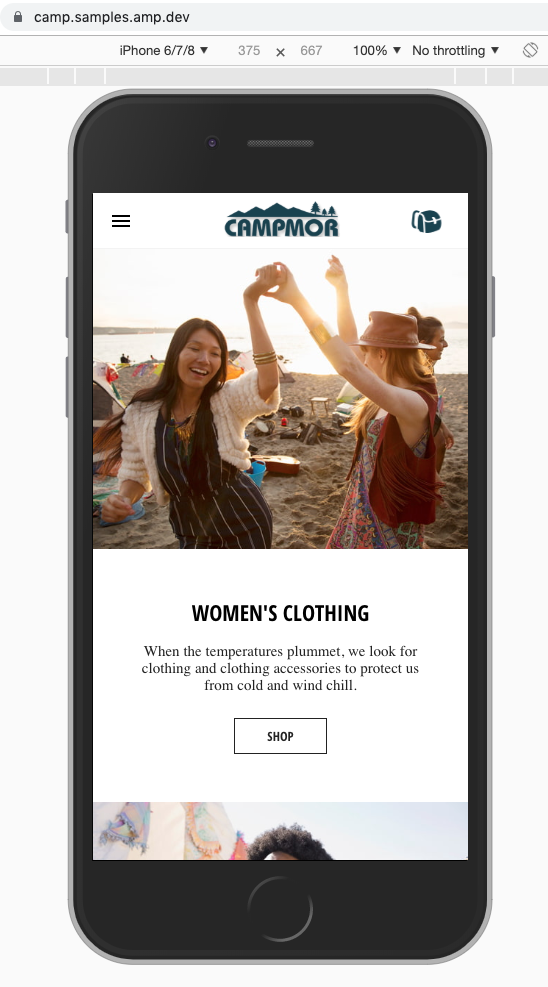 camp.samples.amp.dev
iPhone 6/7/8 ▼ 375 × 667 100% ▼ No throttling ▼
CAMPMOR
WOMEN'S CLOTHING
When the temperatures plummet, we look for
clothing and clothing accessories to protect us
from cold and wind chill.
SHOP